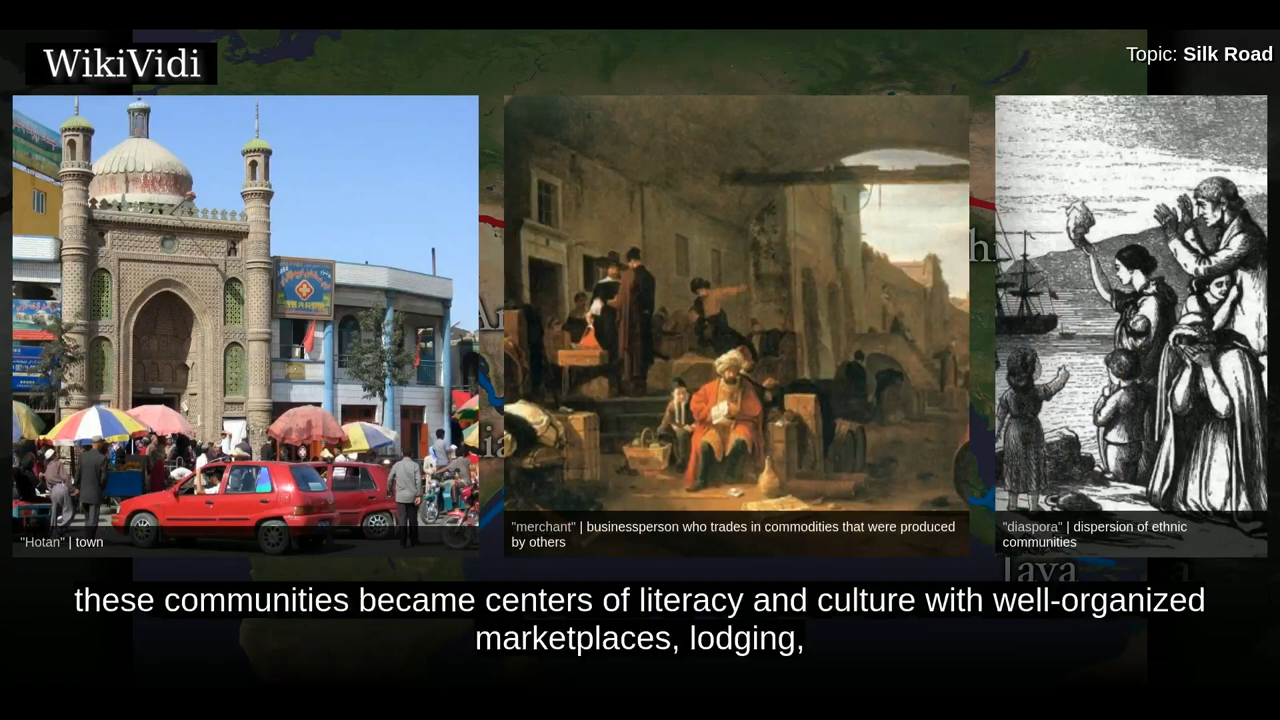 WikiVidi
Topic: Silk Road
"Hotan" | town
"merchant" | businessperson who trades in commodities that were produced
by others
"diaspora" | dispersion of ethnic
communities
Java
these communities became centers of literacy and culture with well-organized
marketplaces, lodging,